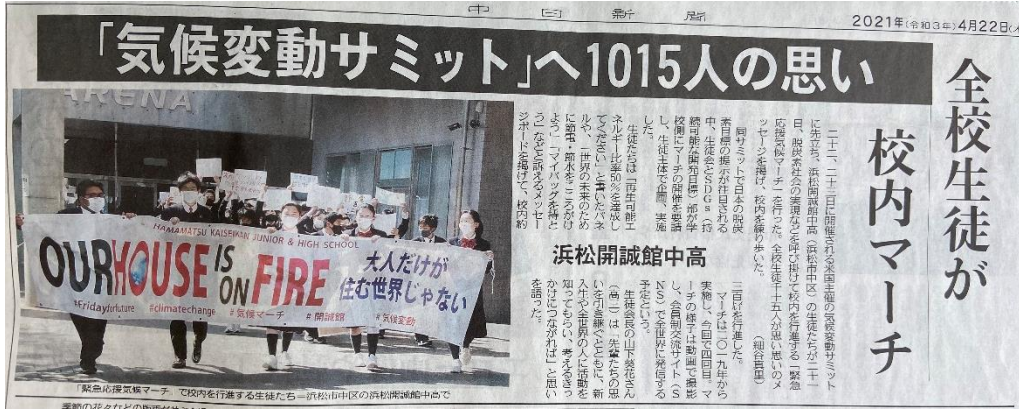 中日新聞
2021年(令和3年)4月22日(木
「気候変動サミット」へ1015人の思い
全校生徒が
校内マーチ
二十二、二十三日に開催される米国主催の気候変動サミット
に先立ち、浜松開誠館中高(浜松市中区)の生徒たちが二十一
日、脱炭素社会の実現などを呼び掛けて校内を行進する「緊急
応援気候マーチ」を行った。全校生徒千十五人が思い思いのメ
ッセージを掲げ、校内を練り歩いた。　(細谷真里)
同サミットで日本の脱炭
素目標の提示が注目される
中、生徒会とSDGs(持
続可能な開発目標)部が学
校側にマーチの開催を要請
し、生徒主体で企画、実施
した。
生徒たちは「再生可能エ
ネルギー比率50%を達成し
てください」と書いたパネ
ルや、「世界の未来のため
に節電・節水をこころがけ
よう」「マイバッグを持と
う」などと訴えるメッセー
ジボードを掲げて、校内約
浜松開誠館中高
三百㍍を行進した。
マーチは二〇一九年から
実施し、今回で四回目。マ
ーチの様子は動画で撮影
し、会員制交流サイト(S
NS)で全世界に発信する
予定という。
生徒会長の山下葵花さん
(高二)は「先輩たちの思
いを引き継ぐとともに、新
入生や全世界の人に活動を
知ってもらい、考えるきっ
かけにつながれば」と思い
を語った。
ARENA
HAMAMATSU KAISEIKAN JUNIOR & HIGH SCHOOL
OUR HOUSE IS ON FIRE
大人だけが
住む世界じゃない
#Fridayforfuture #climatechange #気候マーチ #開誠館 #気候変動
「緊急応援気候マーチ」で校内を行進する生徒たち＝浜松市中区の浜松開誠館中高で